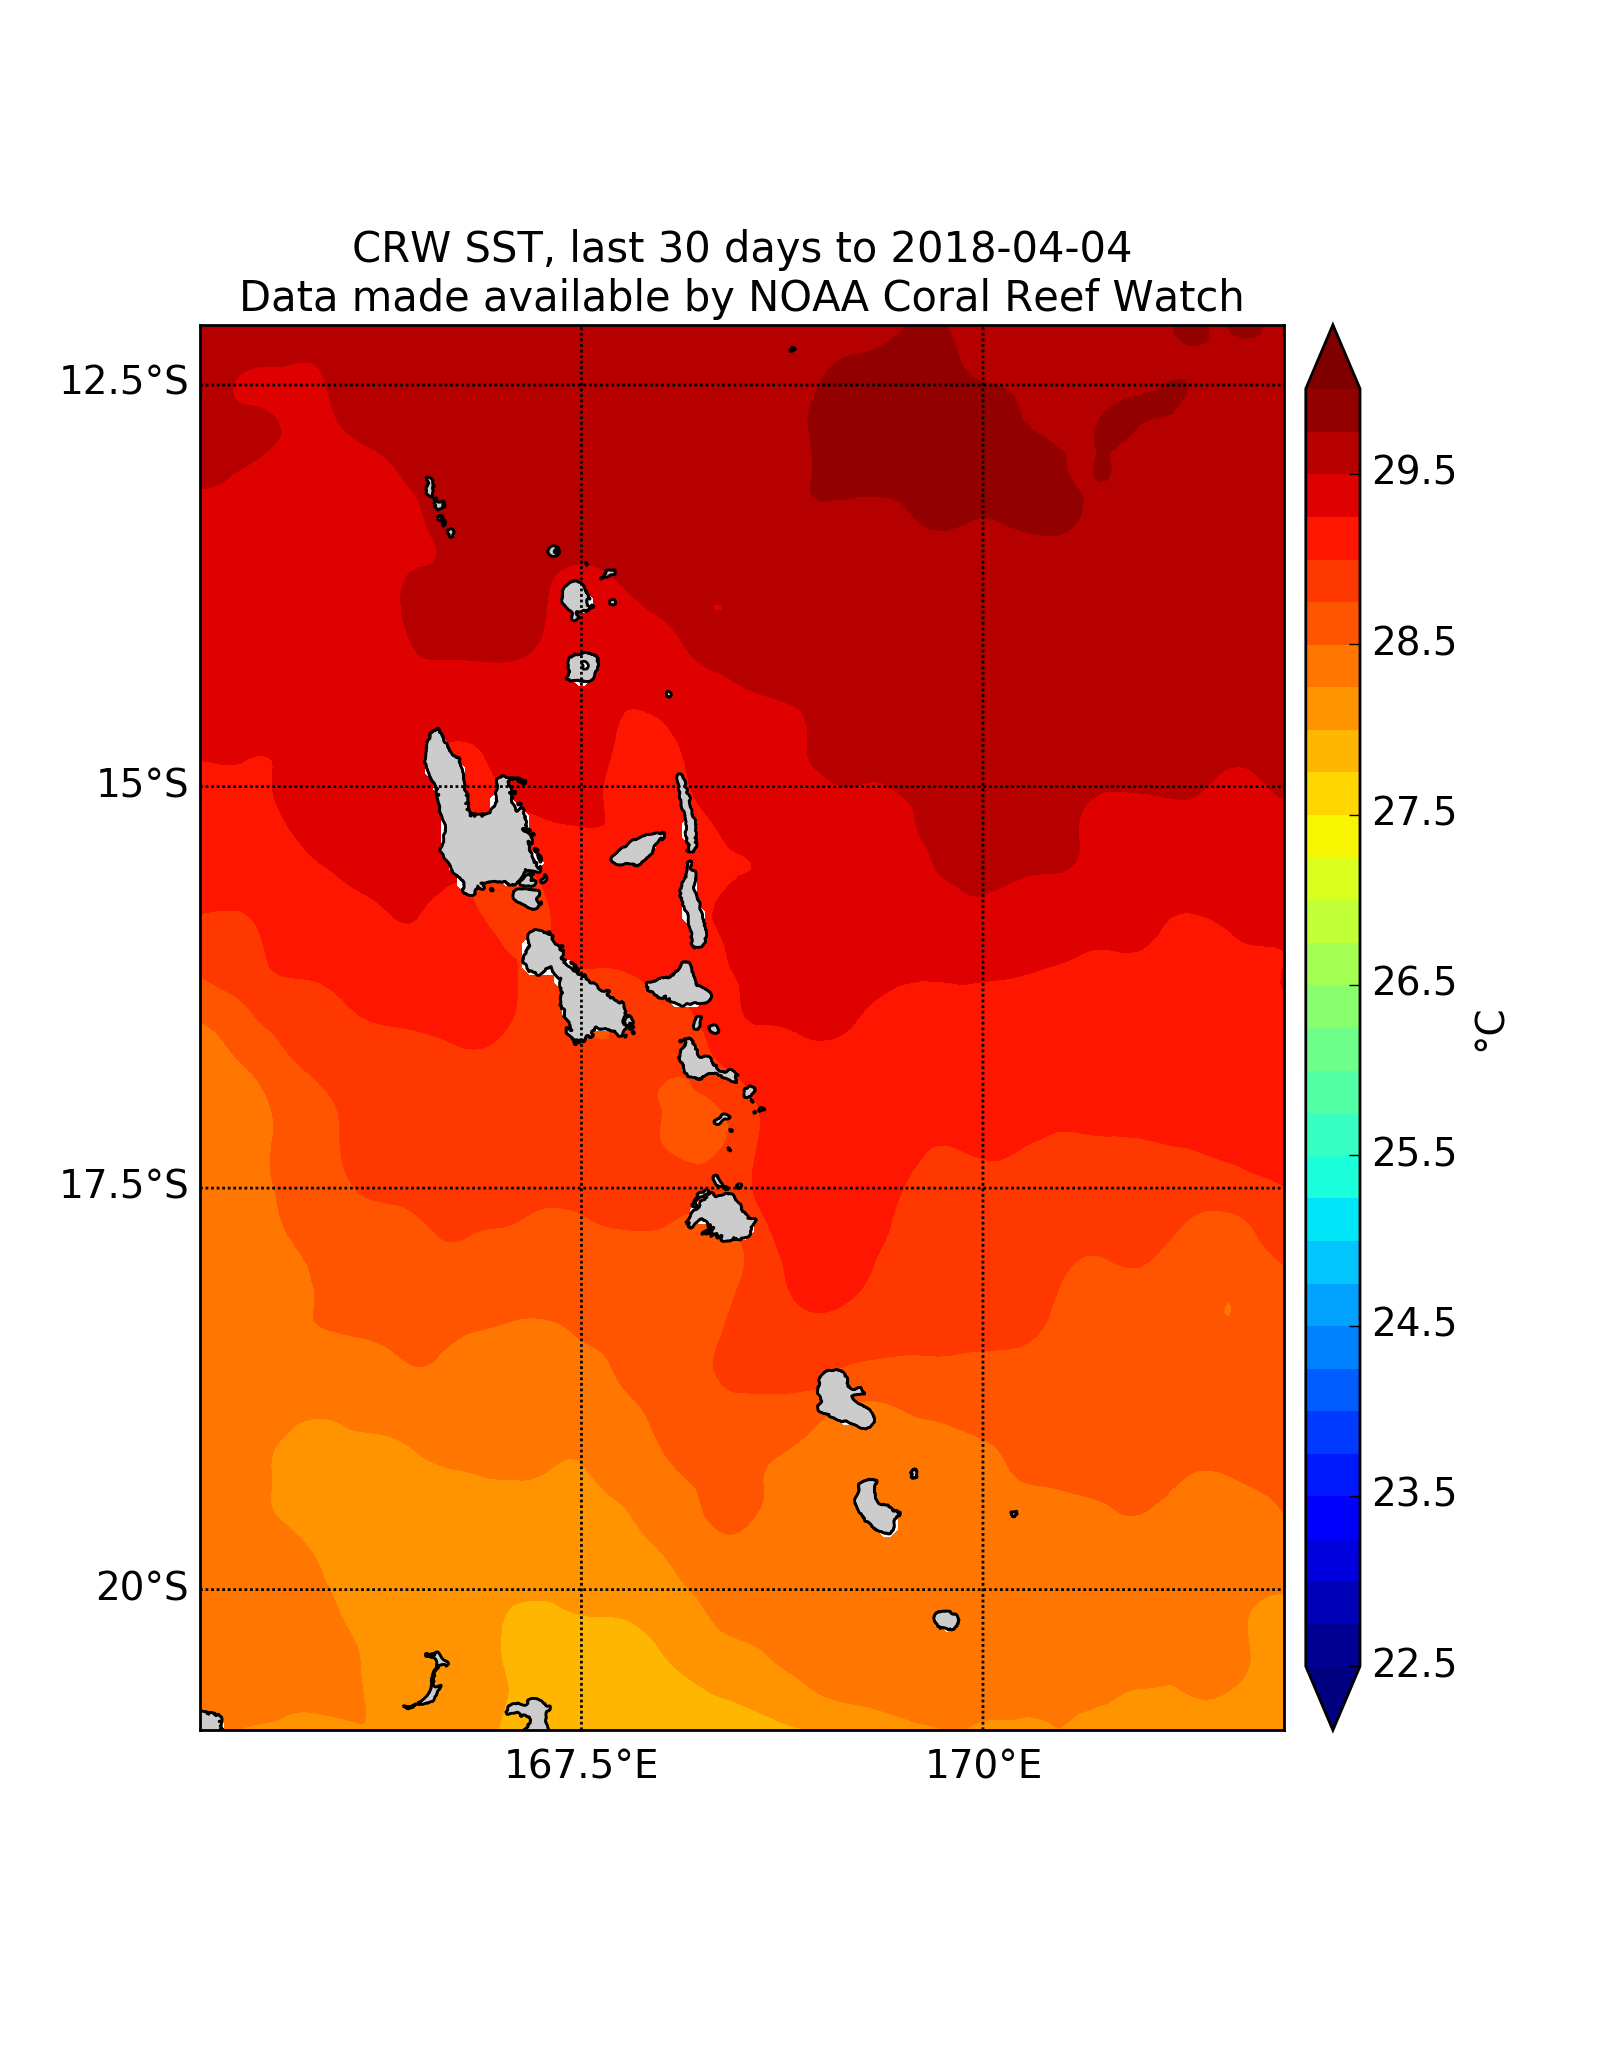 CRW SST, last 30 days to 2018-04-04
Data made available by NOAA Coral Reef Watch
12.5°S
15°S
17.5°S
20°S
167.5°E
170°E
29.5
28.5
27.5
26.5
25.5
24.5
23.5
22.5
°C